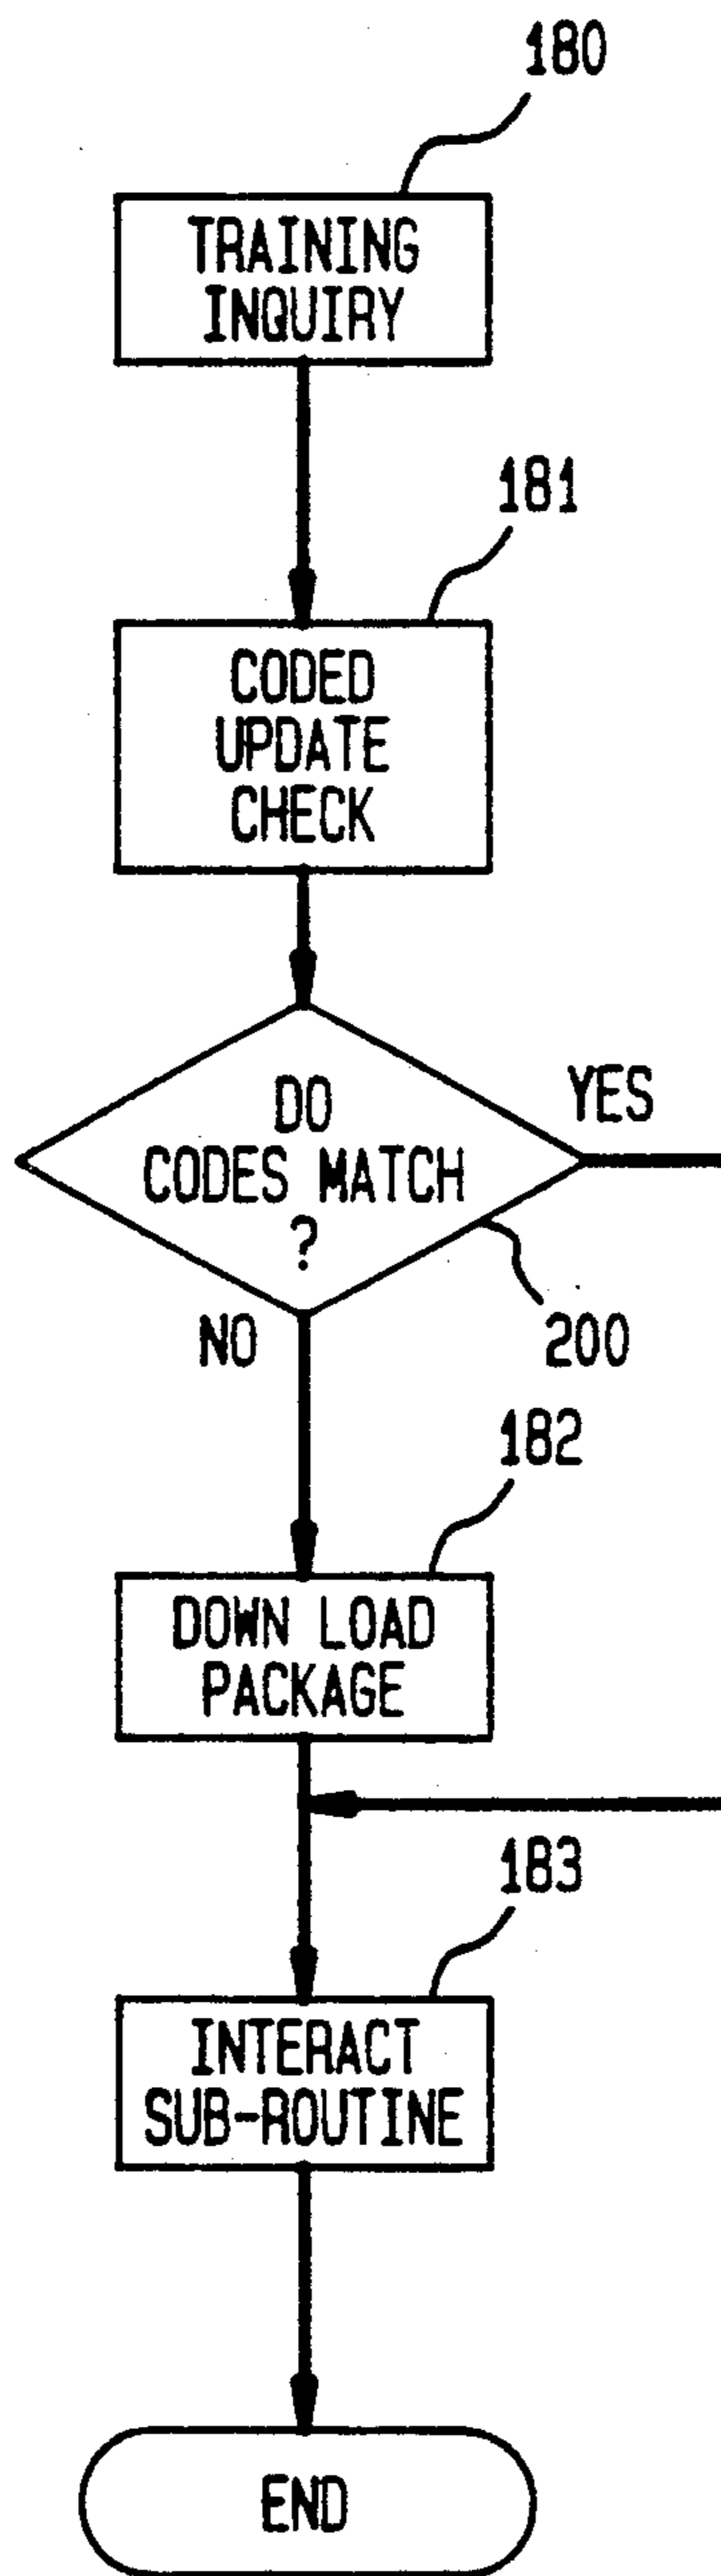 180
TRAINING
INQUIRY
181
CODED
UPDATE
CHECK
DO
CODES MATCH
?
YES
NO
200
182
DOWN LOAD
PACKAGE
183
INTERACT
SUB-ROUTINE
END